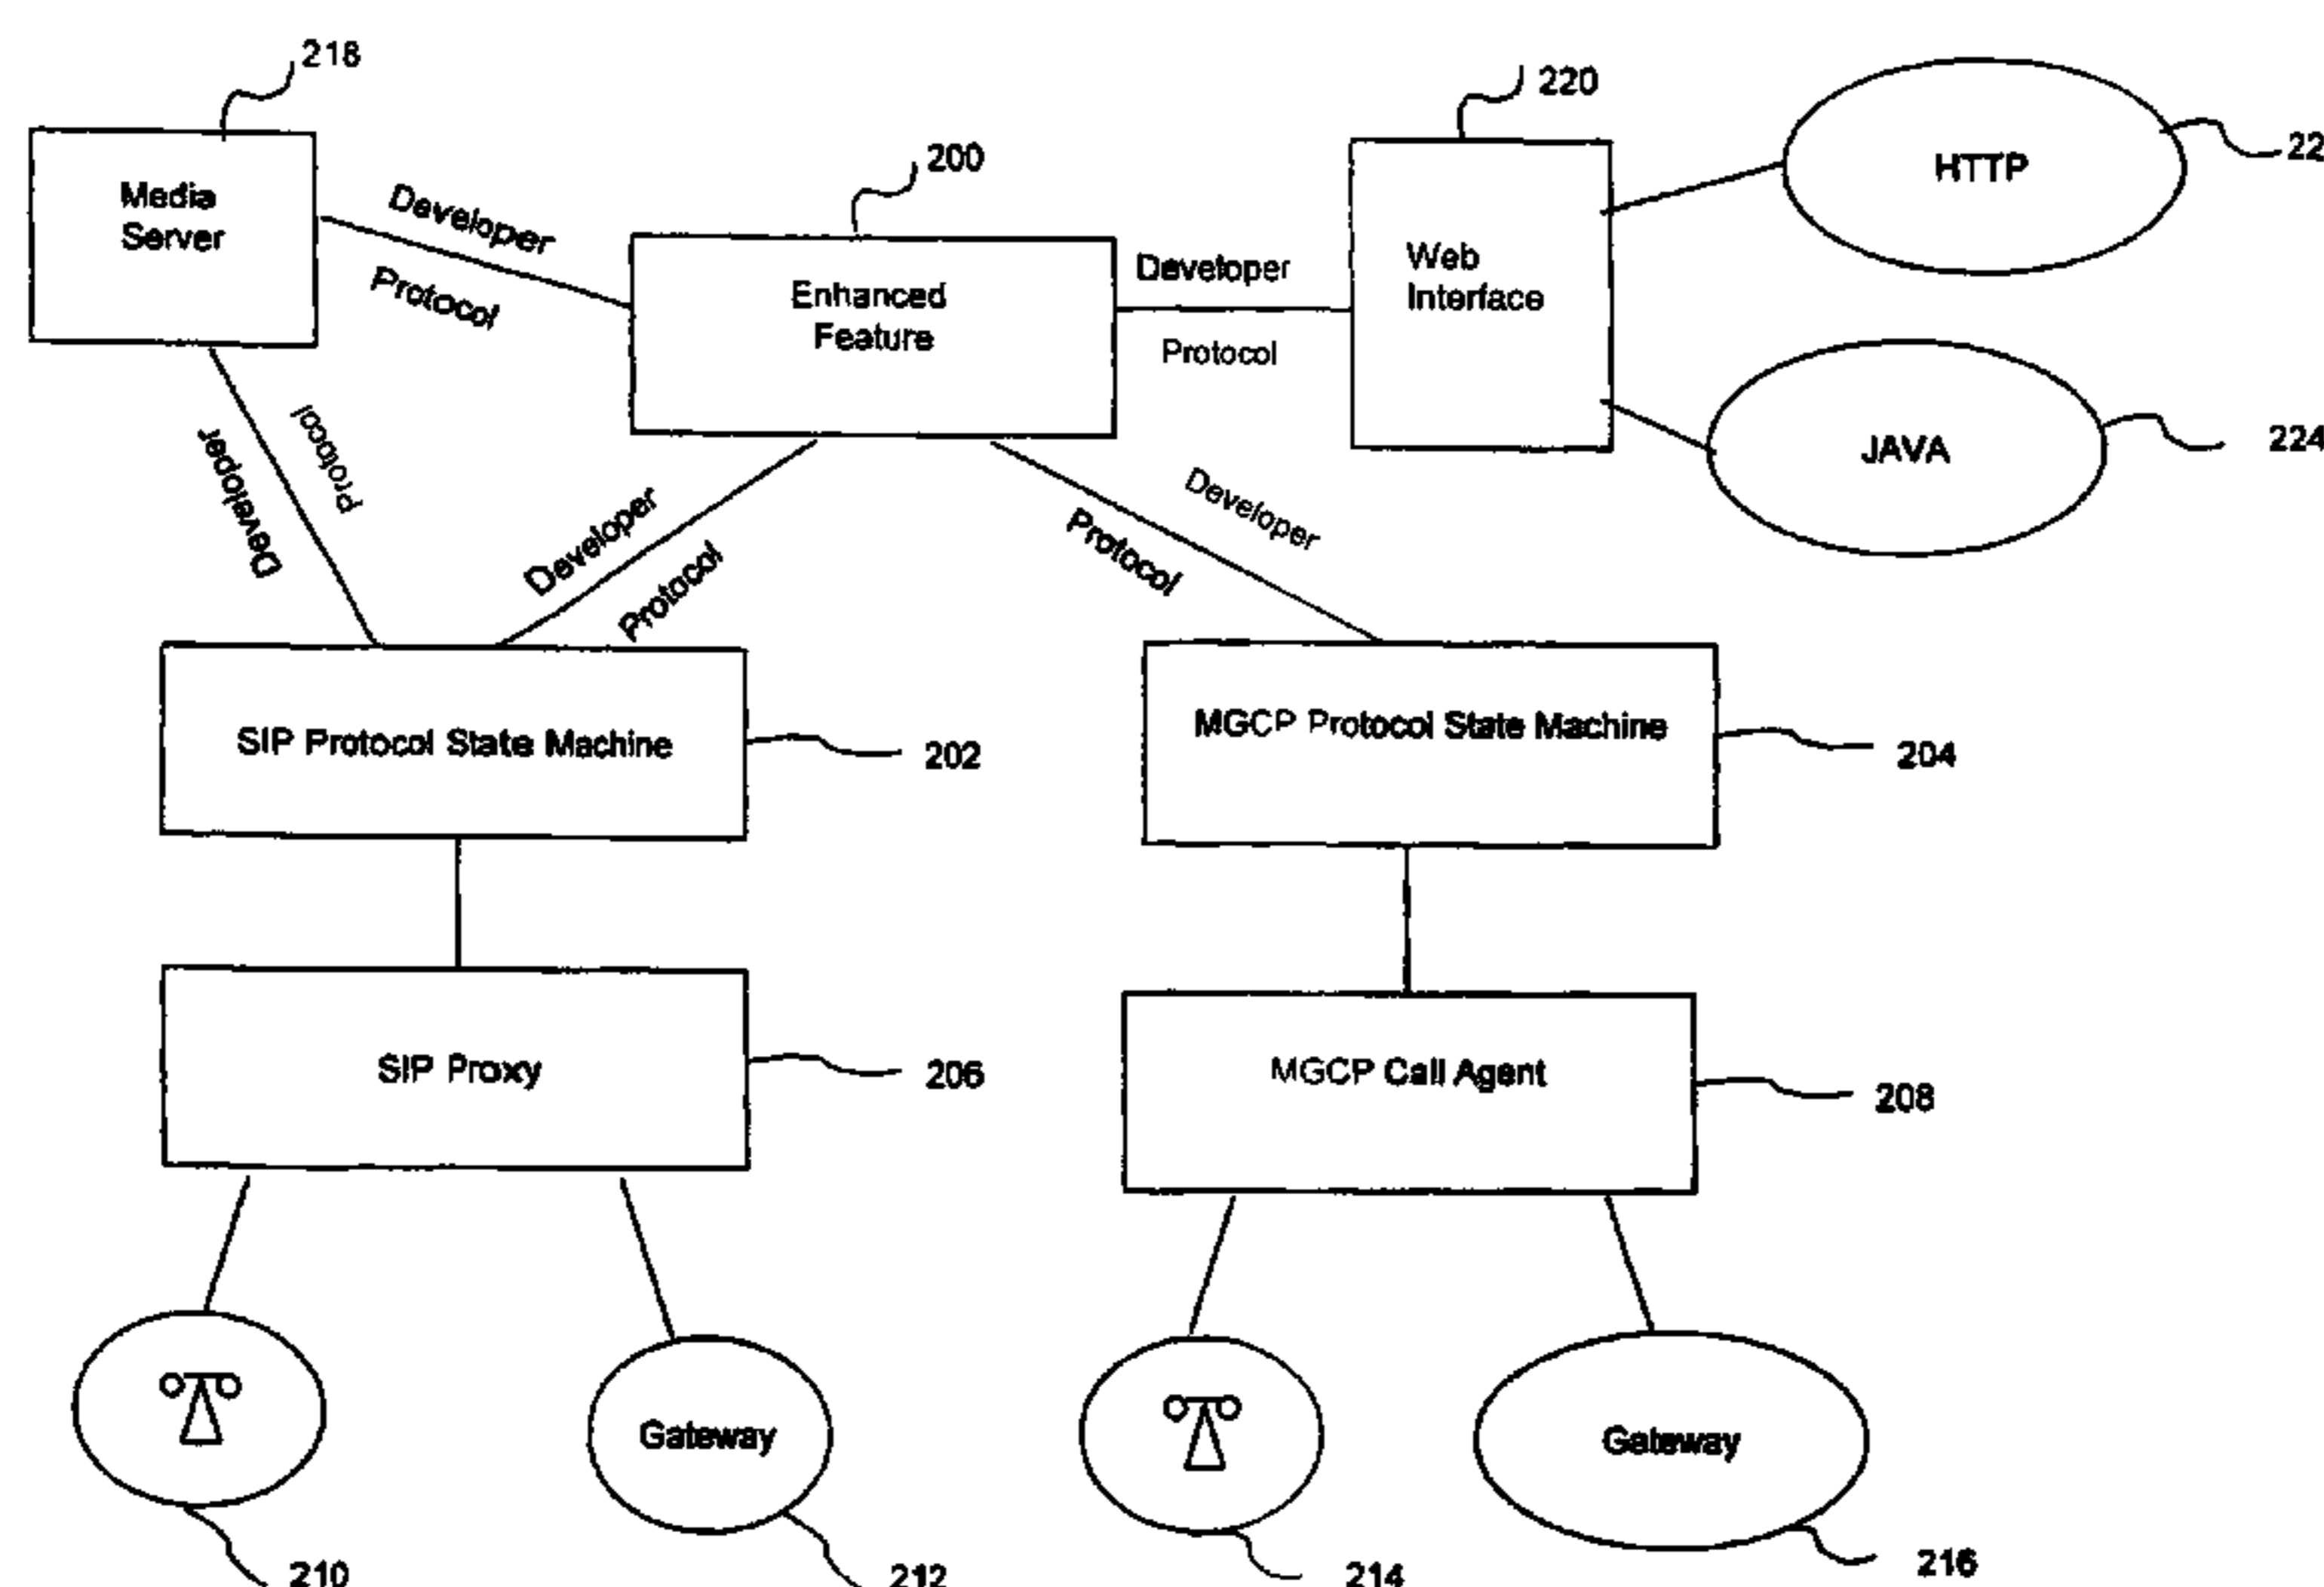 218
220
200
22
HTTP
Media
Server
Developer
Protocol
Enhanced
Feature
Developer
Protocol
Web
Interface
224
JAVA
Developer
Protocol
Developer
Protocol
Developer
Protocol
SIP Protocol State Machine
202
MGCP Protocol State Machine
204
SIP Proxy
206
MGCP Call Agent
208
Gateway
Gateway
210
212
214
216